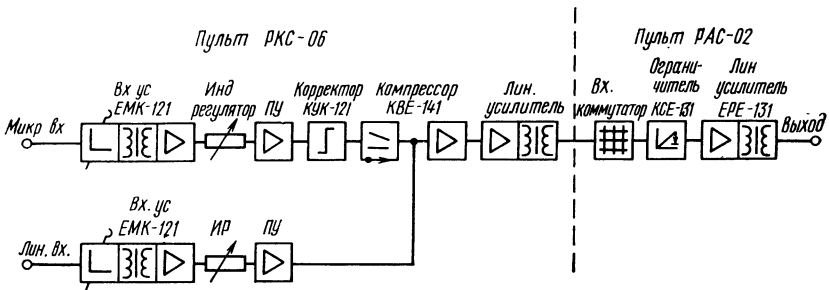 Пульт РКС-06
Пульт РАС-02
Вх ус
ЕМК-121
Инд
регулятор
ПУ
Корректор
КУК-121
Компрессор
КВЕ-141
Лин.
усилитель
Вх.
коммутатор
Ограни-
читель
КСЕ-131
Лин
усилитель
ЕРЕ-131
Микр вх
Выход
Вх. ус
ЕМК-121
ИР
ПУ
Лин. вх.